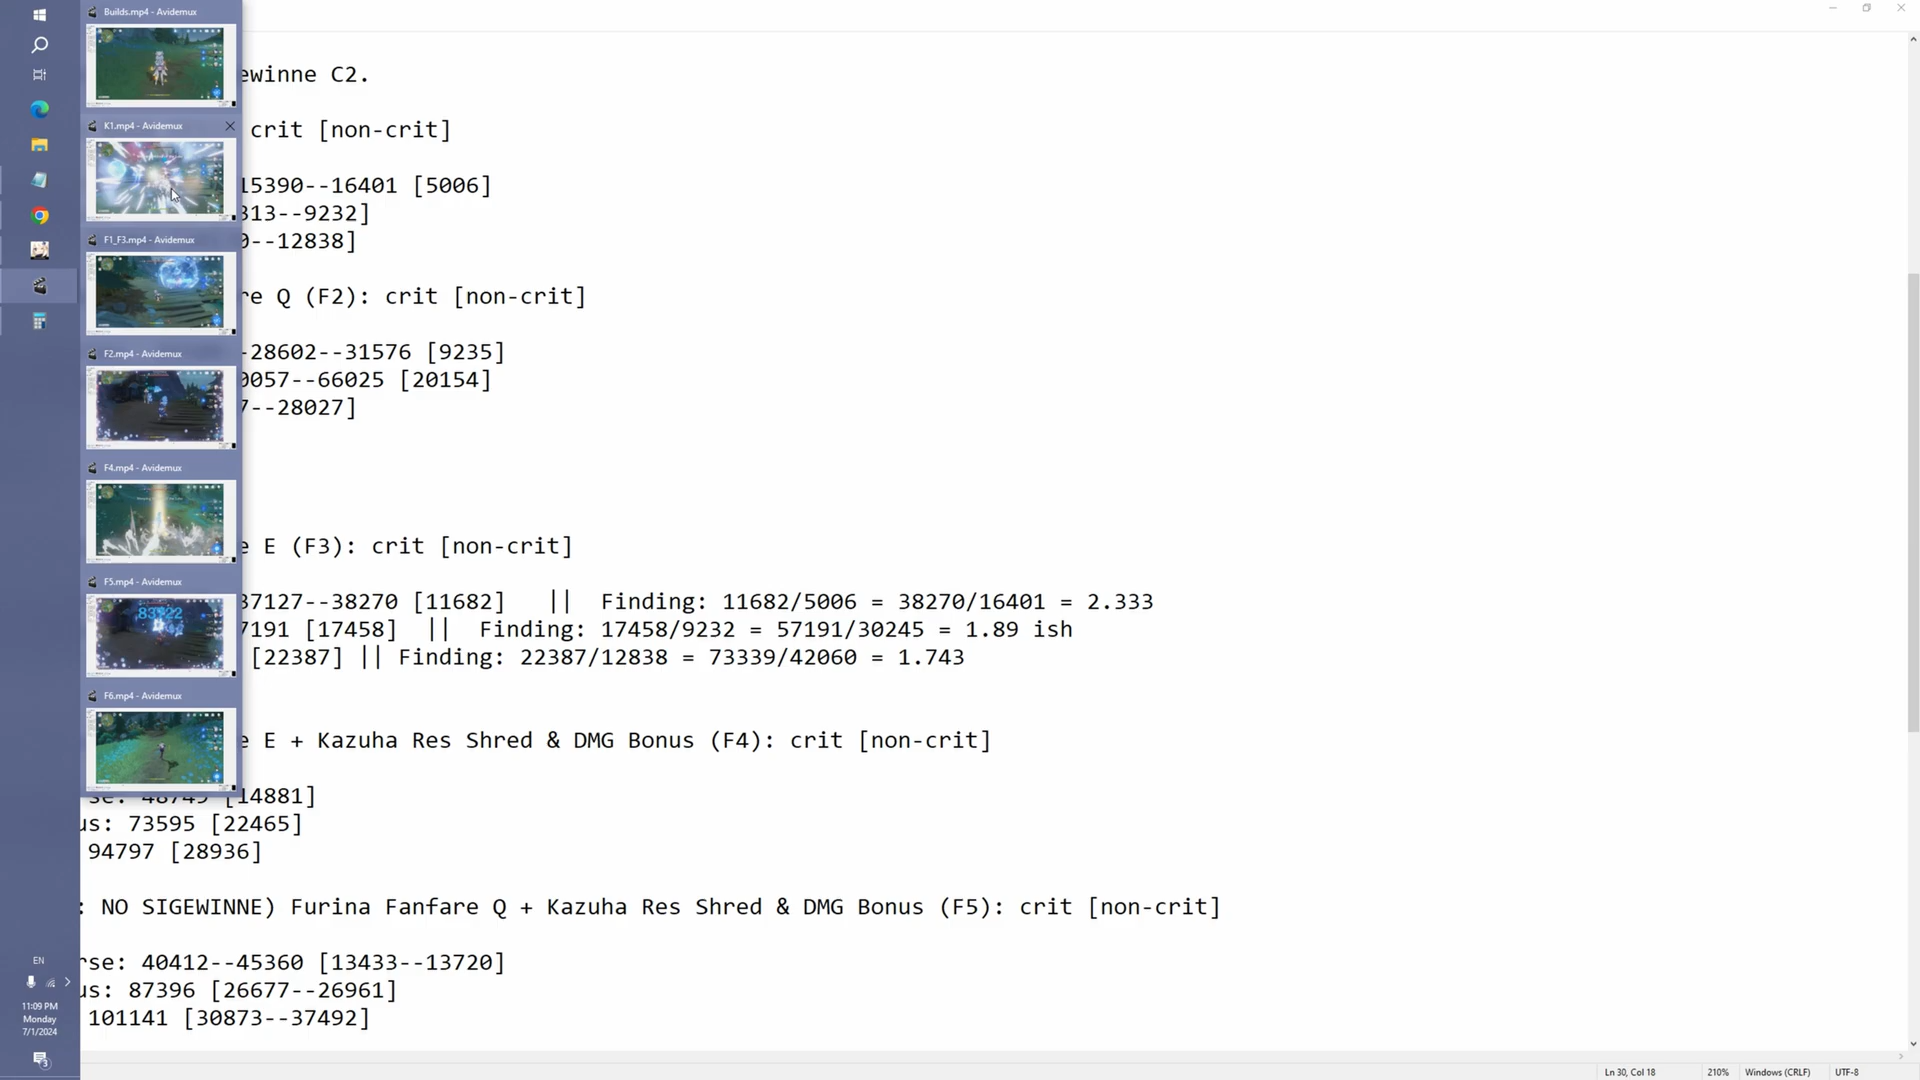 Builds.mp4 - Avidemux
ewinne C2.
K1.mp4 - Avidemux
crit [non-crit]
15390--16401 [5006]
313--9232]
F1_F3.mp4 - Avidemux
0--12838]
re Q (F2): crit [non-crit]
F2.mp4 - Avidemux
-28602--31576 [9235]
0057--66025 [20154]
7--28027]
F4.mp4 - Avidemux
e E (F3): crit [non-crit]
F5.mp4 - Avidemux
37127--38270 [11682] || Finding: 11682/5006 = 38270/16401 = 2.333
7191 [17458] || Finding: 17458/9232 = 57191/30245 = 1.89 ish
[22387] || Finding: 22387/12838 = 73339/42060 = 1.743
F6.mp4 - Avidemux
e E + Kazuha Res Shred & DMG Bonus (F4): crit [non-crit]
se: 48745 [14881]
us: 73595 [22465]
94797 [28936]
: NO SIGEWINNE) Furina Fanfare Q + Kazuha Res Shred & DMG Bonus (F5): crit [non-crit]
rse: 40412--45360 [13433--13720]
us: 87396 [26677--26961]
101141 [30873--37492]
EN
11:09 PM
Monday
7/1/2024
3
Ln 30, Col 18
210%
Windows (CRLF)
UTF-8